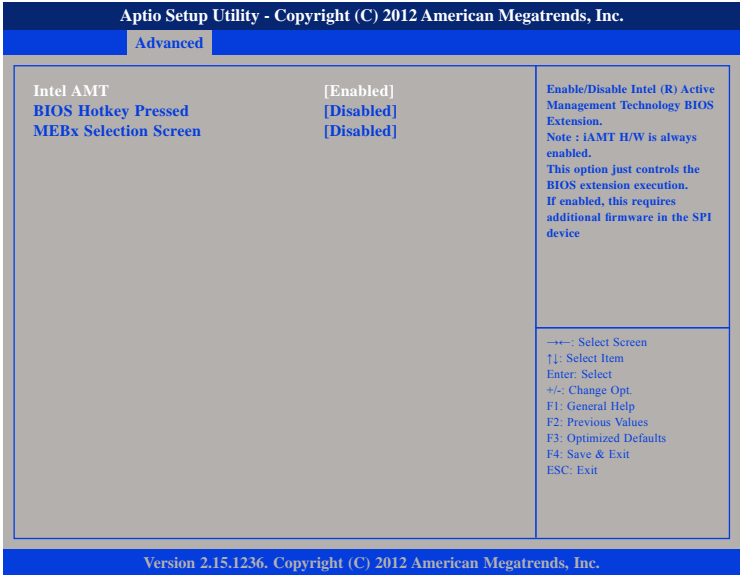 Aptio Setup Utility - Copyright (C) 2012 American Megatrends, Inc.
Advanced
Intel AMT [Enabled]
BIOS Hotkey Pressed [Disabled]
MEBx Selection Screen [Disabled]
Enable/Disable Intel (R) Active
Management Technology BIOS
Extension.
Note : iAMT H/W is always
enabled.
This option just controls the
BIOS extension execution.
If enabled, this requires
additional firmware in the SPI
device
→←: Select Screen
↑↓: Select Item
Enter: Select
+/-: Change Opt.
F1: General Help
F2: Previous Values
F3: Optimized Defaults
F4: Save & Exit
ESC: Exit
Version 2.15.1236. Copyright (C) 2012 American Megatrends, Inc.